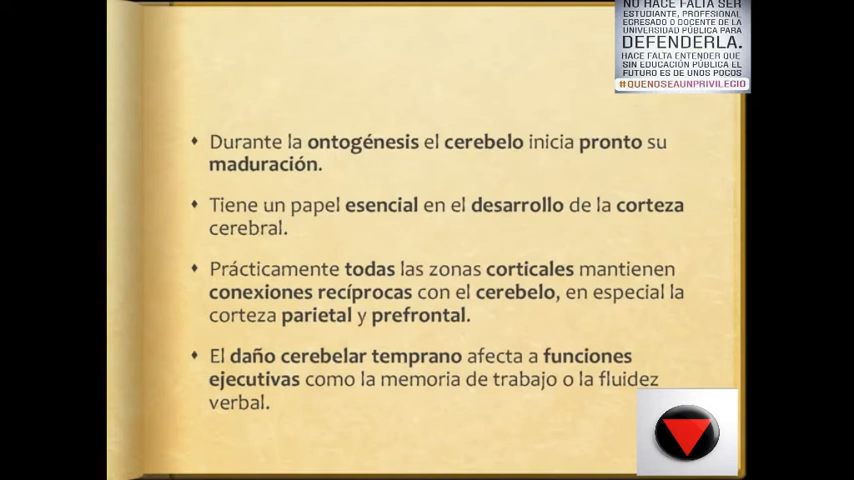 NO HACE FALTA SER
ESTUDIANTE, PROFESIONAL
EGRESADO O DOCENTE DE LA
UNIVERSIDAD PÚBLICA PARA
DEFENDERLA.
HACE FALTA ENTENDER QUE
SIN EDUCACIÓN PÚBLICA EL
FUTURO ES DE UNOS POCOS
#QUENOSEAUNPRIVILEGIO
Durante la ontogénesis el cerebelo inicia pronto su
maduración.
Tiene un papel esencial en el desarrollo de la corteza
cerebral.
Prácticamente todas las zonas corticales mantienen
conexiones recíprocas con el cerebelo, en especial la
corteza parietal y prefrontal.
El daño cerebelar temprano afecta a funciones
ejecutivas como la memoria de trabajo o la fluidez
verbal.